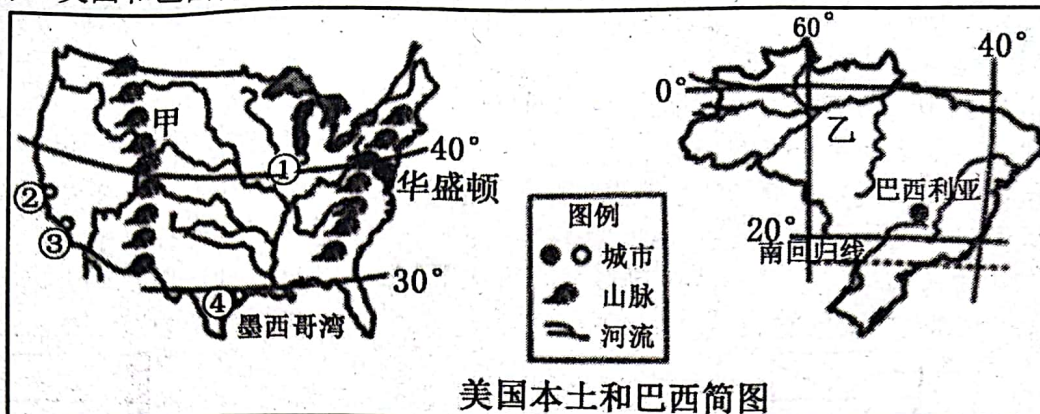 60°
40°
0°
甲
乙
①
40°
②
华盛顿
巴西利亚
③
图例
城市
20°
南回归线
30°
山脉
④
墨西哥湾
河流
美国本土和巴西简图